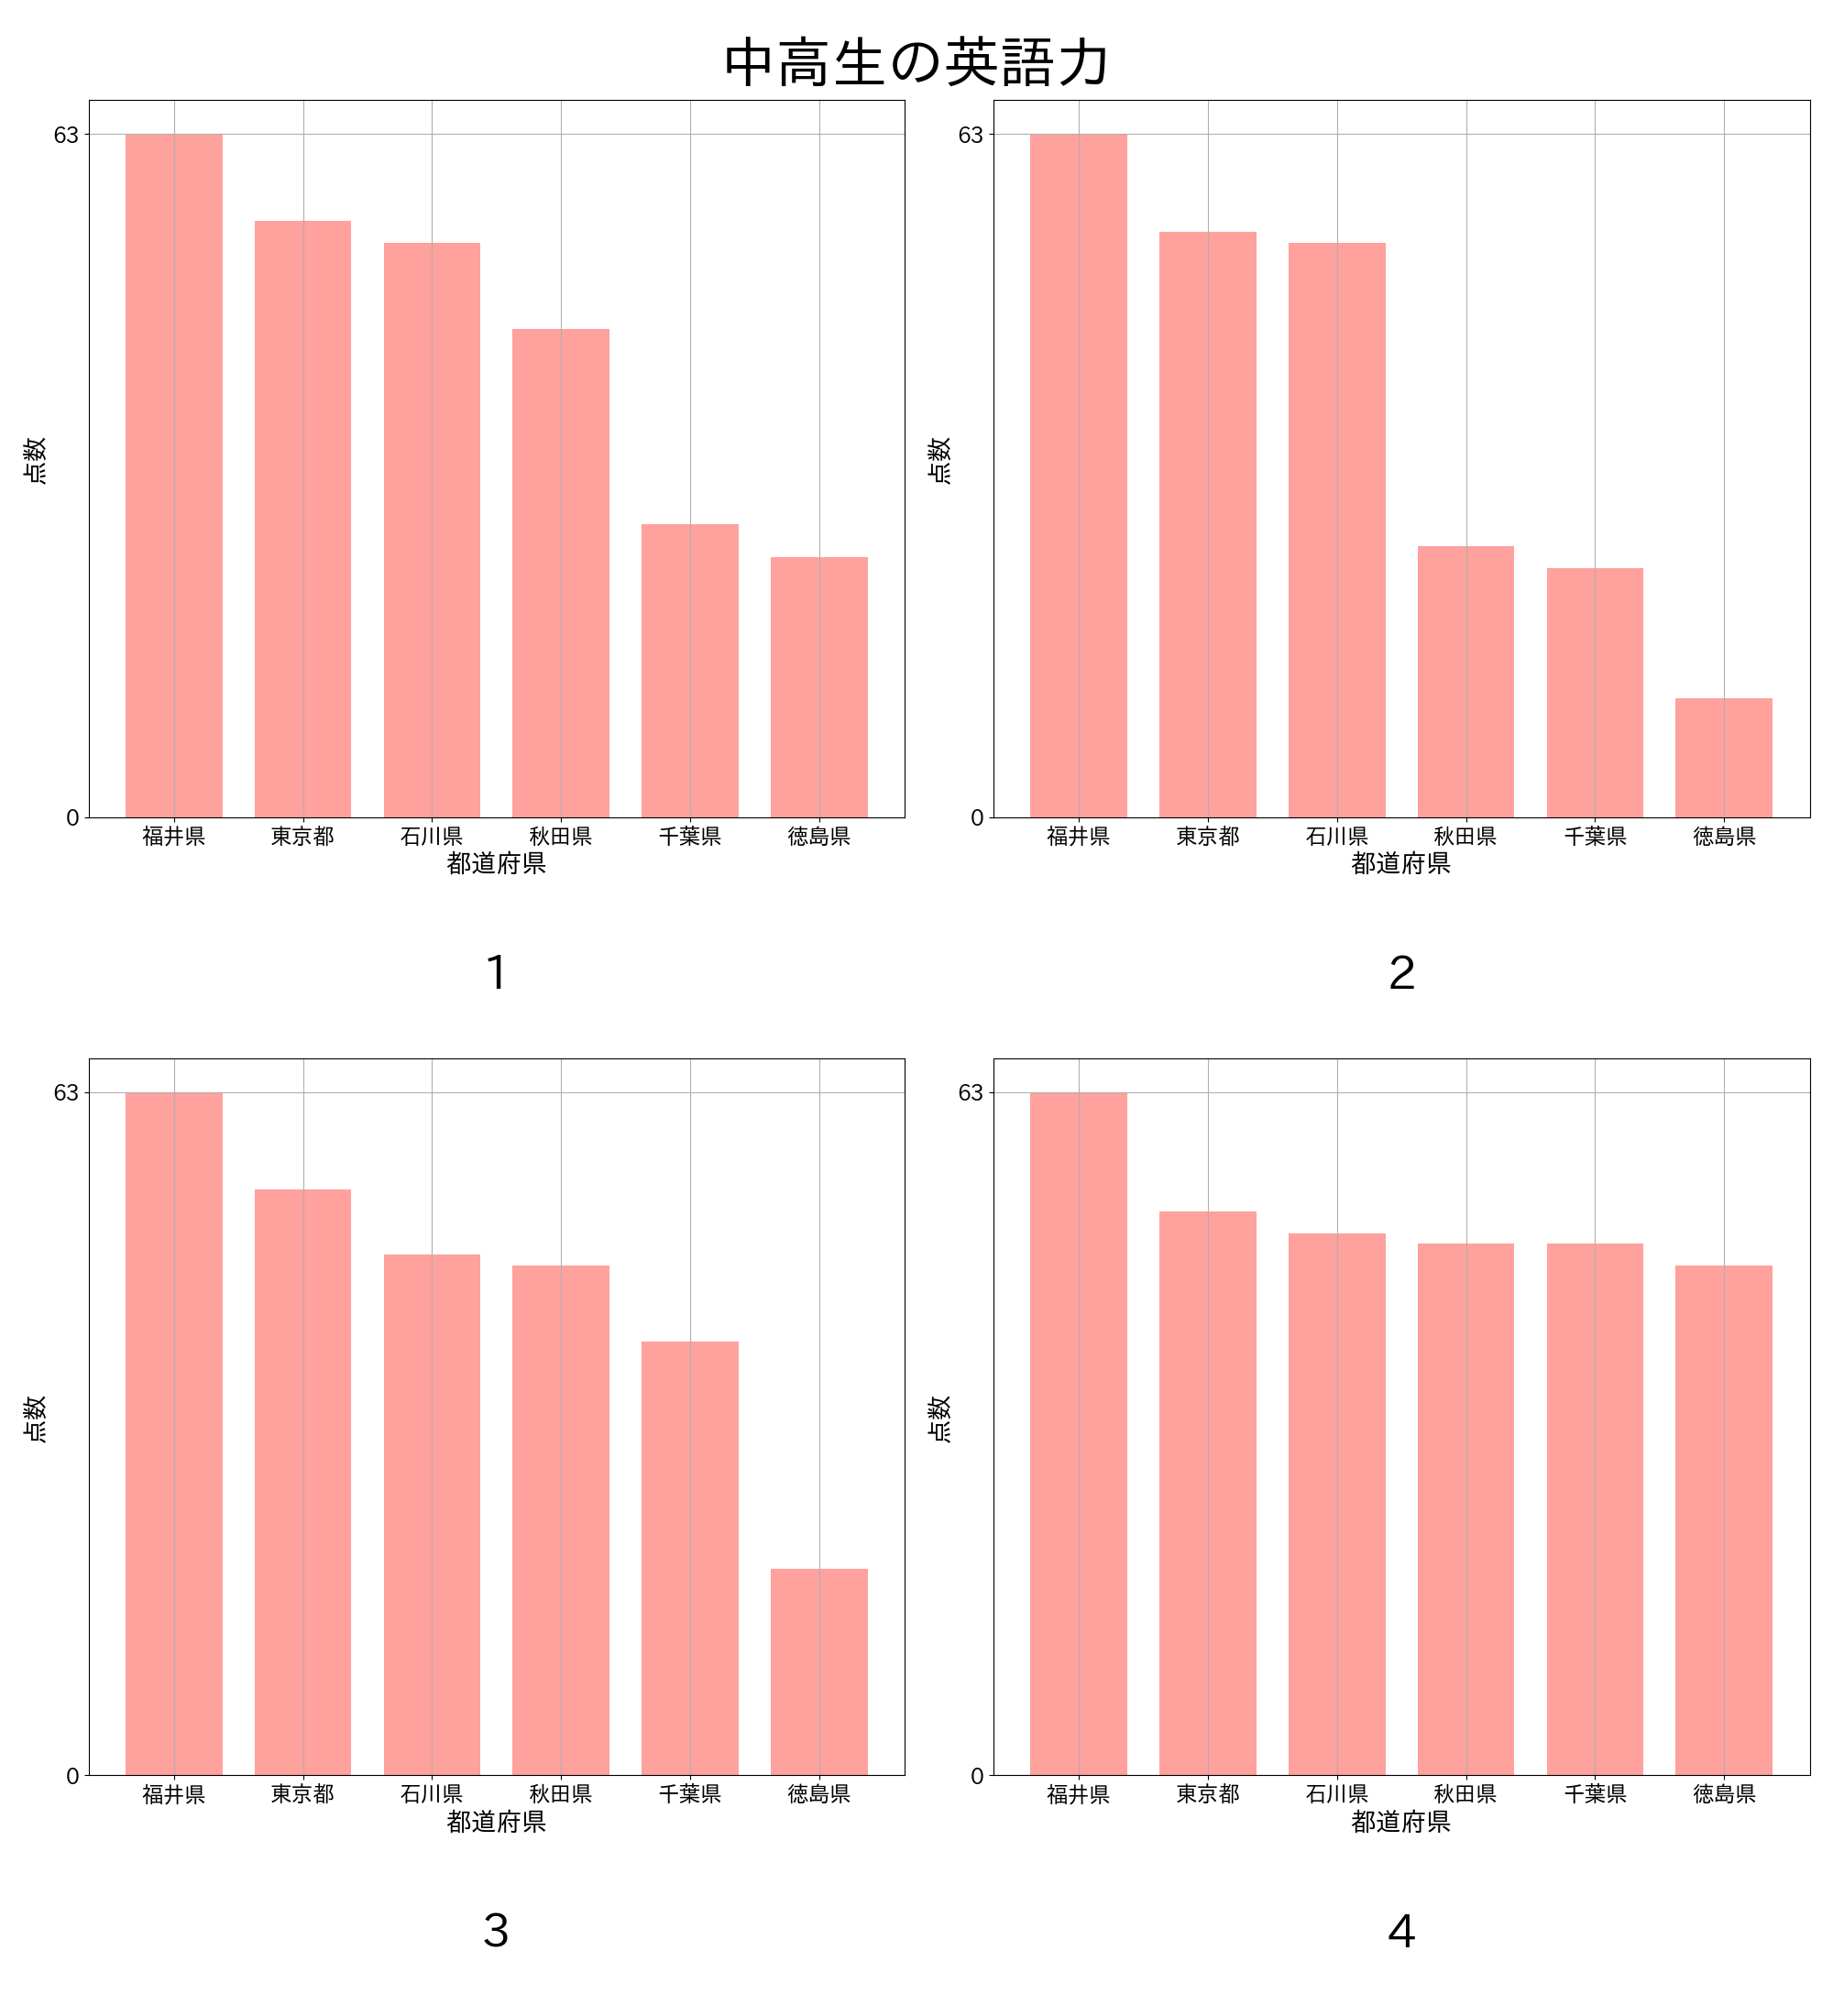 中高生の英語力
63
0
点数
福井県 東京都 石川県 秋田県 千葉県 徳島県
都道府県
1
63
0
点数
福井県 東京都 石川県 秋田県 千葉県 徳島県
都道府県
2
63
0
点数
福井県 東京都 石川県 秋田県 千葉県 徳島県
都道府県
3
63
0
点数
福井県 東京都 石川県 秋田県 千葉県 徳島県
都道府県
4